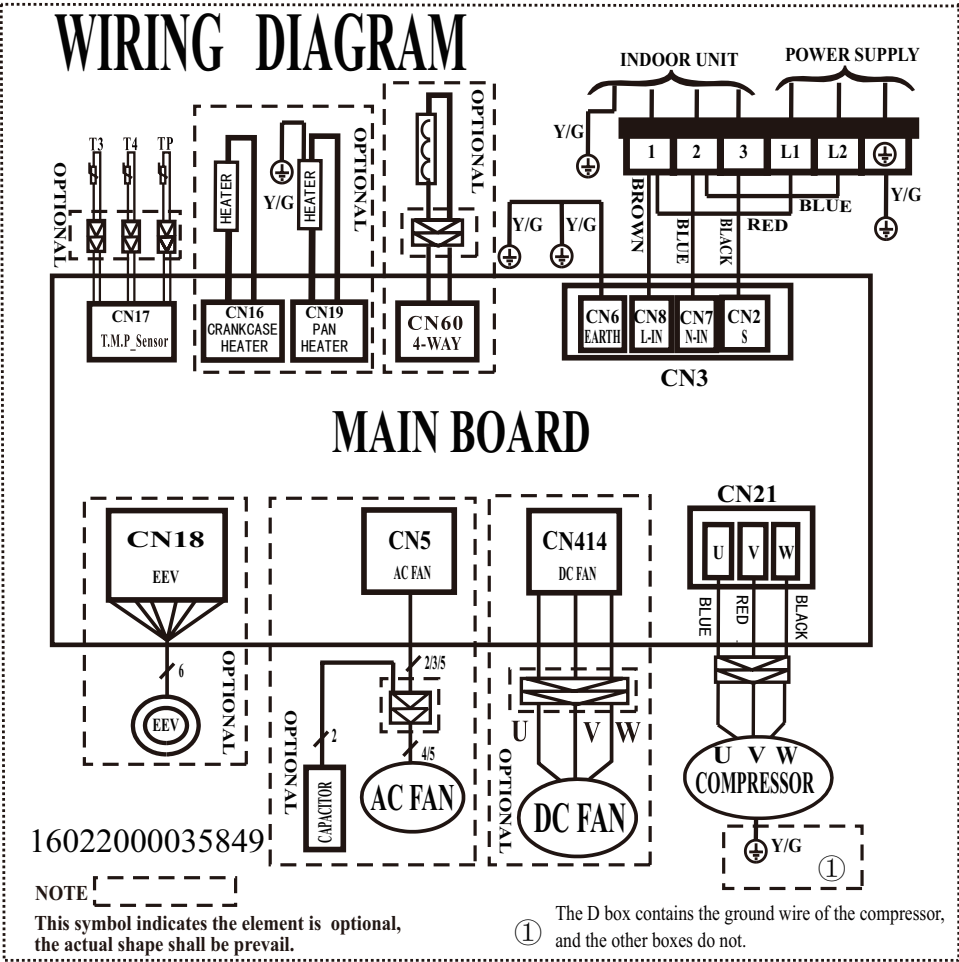 WIRING DIAGRAM
INDOOR UNIT
POWER SUPPLY
Y/G
1
2
3
L1
L2
Y/G
BLUE
RED
BROWN
BLUE
BLACK
T3
T4
TP
OPTIONAL
HEATER
Y/G
HEATER
OPTIONAL
OPTIONAL
Y/G
Y/G
CN17
T.M.P_Sensor
CN16
CRANKCASE
HEATER
CN19
PAN
HEATER
CN60
4-WAY
CN6
EARTH
CN8
L-IN
CN7
N-IN
CN2
S
CN3
MAIN BOARD
CN18
EEV
6
EEV
OPTIONAL
CN5
AC FAN
2/3/5
2
4/5
OPTIONAL
CAPACITOR
AC FAN
CN414
DC FAN
U V W
OPTIONAL
DC FAN
CN21
U
V
W
BLUE
RED
BLACK
U V W
COMPRESSOR
Y/G
①
16022000035849
NOTE
This symbol indicates the element is optional,
the actual shape shall be prevail.
① The D box contains the ground wire of the compressor,
and the other boxes do not.